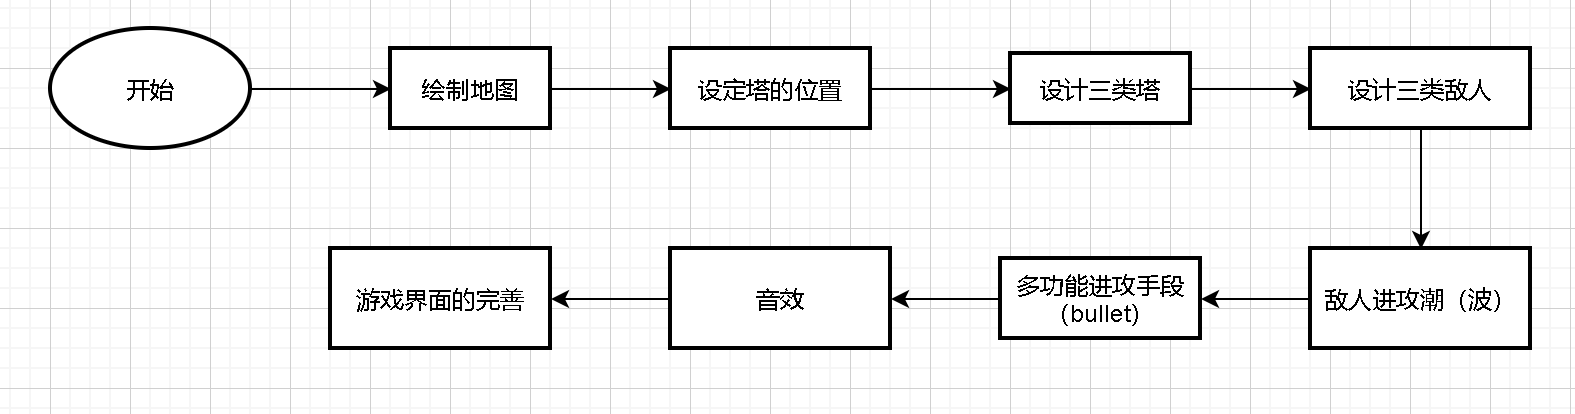 开始
绘制地图
设定塔的位置
设计三类塔
设计三类敌人
敌人进攻潮（波）
多功能进攻手段
(bullet)
音效
游戏界面的完善